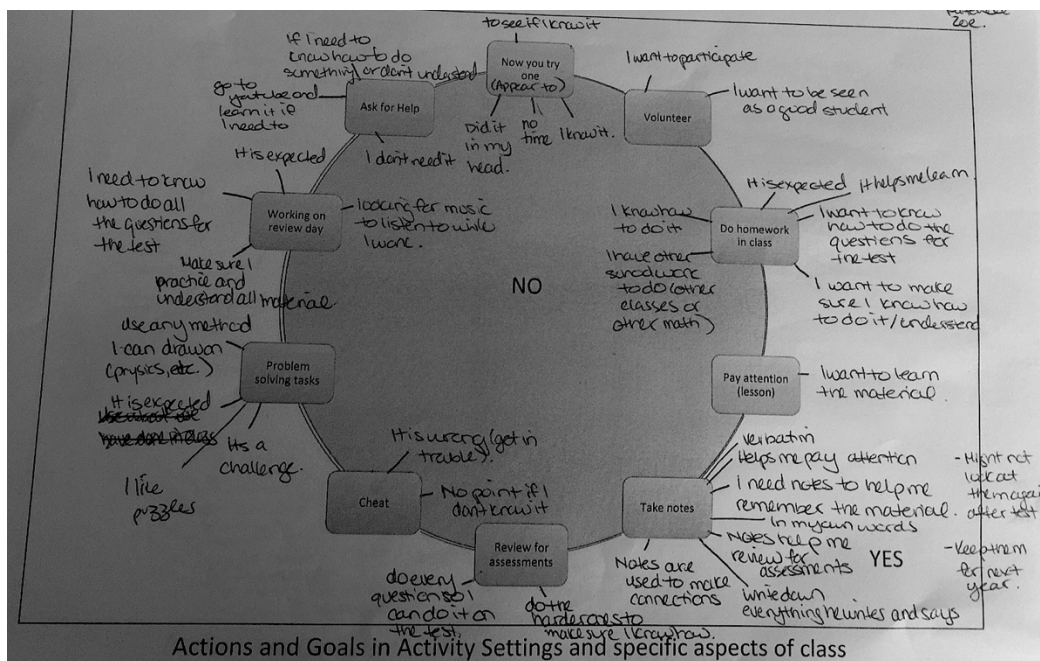 Zoe.
to see if I know it
Now you try
one
(Appear to)
Did it
in my
head.
no
time
I know it.
I want to participate
Volunteer
I want to be seen
as a good student
If I need to
know how to do
something/or don't understand
go to
youtube and
learn it if
I need to
Ask for Help
I don't need it
It is expected
I need to know
how to do all
the questions for
the test
Working on
review day
looking for music
to listen to while
I work.
Make sure I
practice and
understand all material
It is expected
It helps me learn
I know how
to do it
Do homework
in class
I want to know
how to do the
questions for
the test
I have other
school work
to do (other
classes or
other math)
I want to make
sure I know how
to do it/understand
NO
Use any method
I can draw on
(physics, etc.)
Problem
solving tasks
It is expected
have done in class
Its a
challenge.
I like
puzzles
Pay attention
(lesson)
I want to learn
the material.
It is wrong (get in
trouble).
Cheat
No point if I
don't know it
Take notes
verbatim
Helps me pay attention
I need notes to help me
remember the material.
In my own words
Notes help me
review for
assessments
YES
- Might not
look at
them again
after test
- Keep them
for next
year.
Notes are
used to make
connections
write down
everything he writes and says
Review for
assessments
do every
question so I
can do it on
the test.
do the
harder ones to
make sure I know how.
Actions and Goals in Activity Settings and specific aspects of class